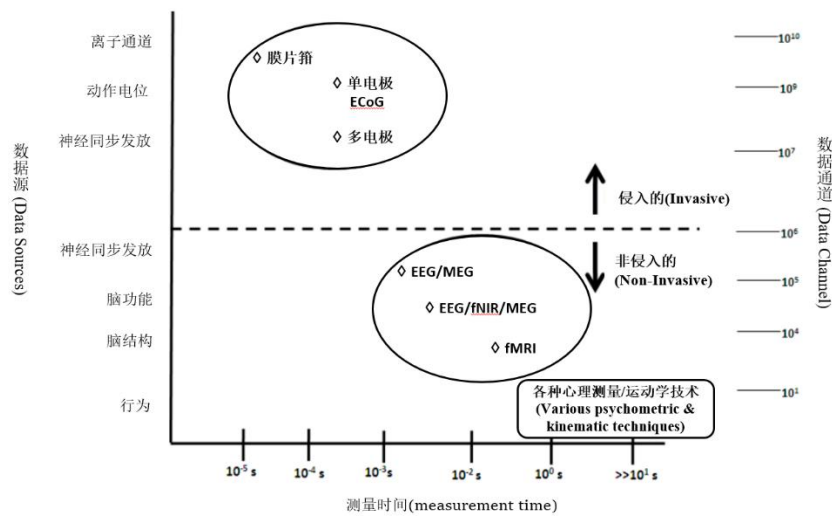 离子通道
动作电位
神经同步发放
神经同步发放
脑功能
脑结构
行为
数据源 (Data Sources)
膜片箝
单电极
ECoG
多电极
侵入的(Invasive)
非侵入的
(Non-Invasive)
EEG/MEG
EEG/fNIR/MEG
fMRI
各种心理测量/运动学技术
(Various psychometric &
kinematic techniques)
10¹⁰
10⁹
10⁷
10⁶
10⁵
10⁴
10¹
数据通道 (Data Channel)
10⁻⁵ s
10⁻⁴ s
10⁻³s
10⁻² s
10⁰ s
>>10¹ s
测量时间(measurement time)